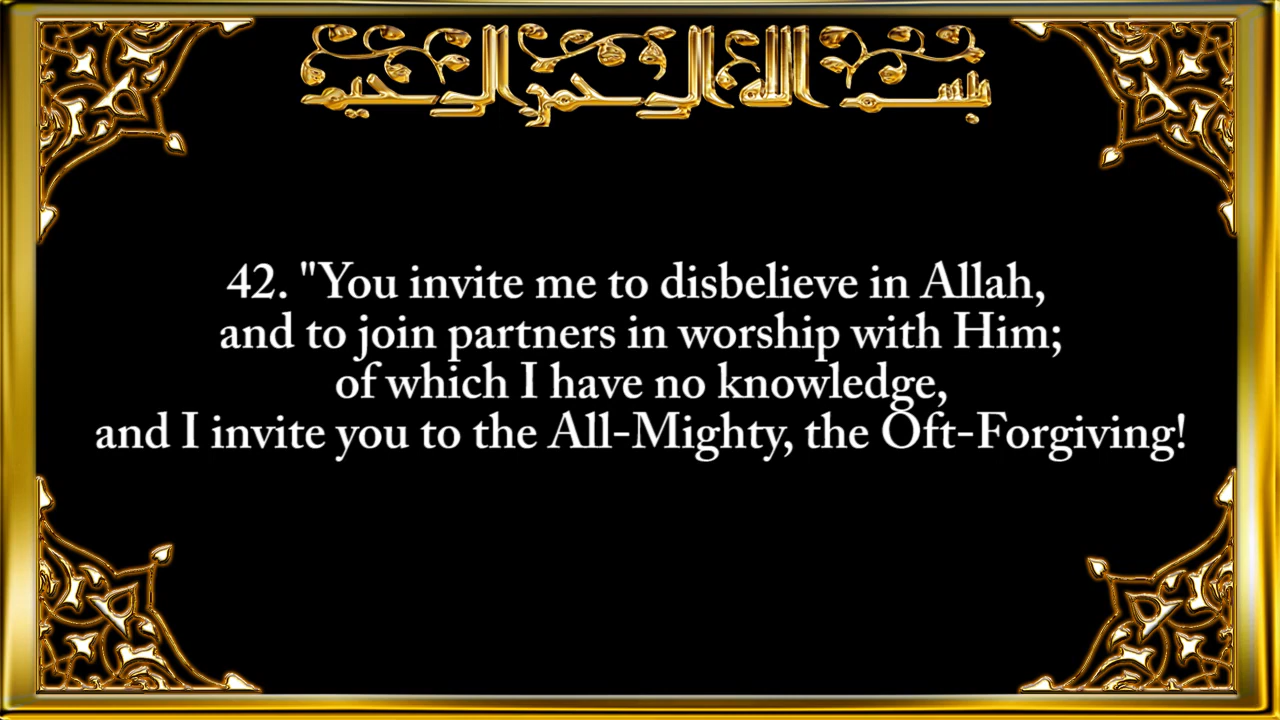 بسم الله الرحمن الرحيم
42. "You invite me to disbelieve in Allah,
and to join partners in worship with Him;
of which I have no knowledge,
and I invite you to the All-Mighty, the Oft-Forgiving!